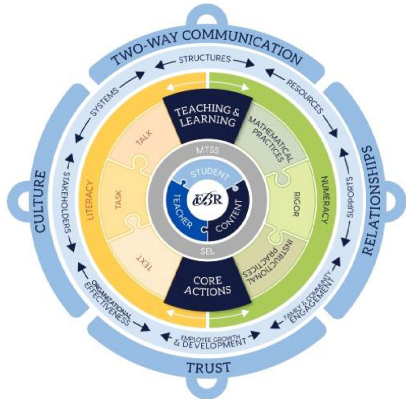 TWO-WAY COMMUNICATION
STRUCTURES
SYSTEMS
RESOURCES
TEACHING &
LEARNING
TALK
MATHEMATICAL
PRACTICES
MTSS
STUDENT
CULTURE
STAKEHOLDERS
LITERACY
TASK
TEACHER
EBR
CONTENT
RIGOR
NUMERACY
SUPPORTS
RELATIONSHIPS
SEL
TEXT
INSTRUCTIONAL
PRACTICES
CORE
ACTIONS
ORGANIZATIONAL
EFFECTIVENESS
EMPLOYEE GROWTH
& DEVELOPMENT
FAMILY & COMMUNITY
ENGAGEMENT
TRUST